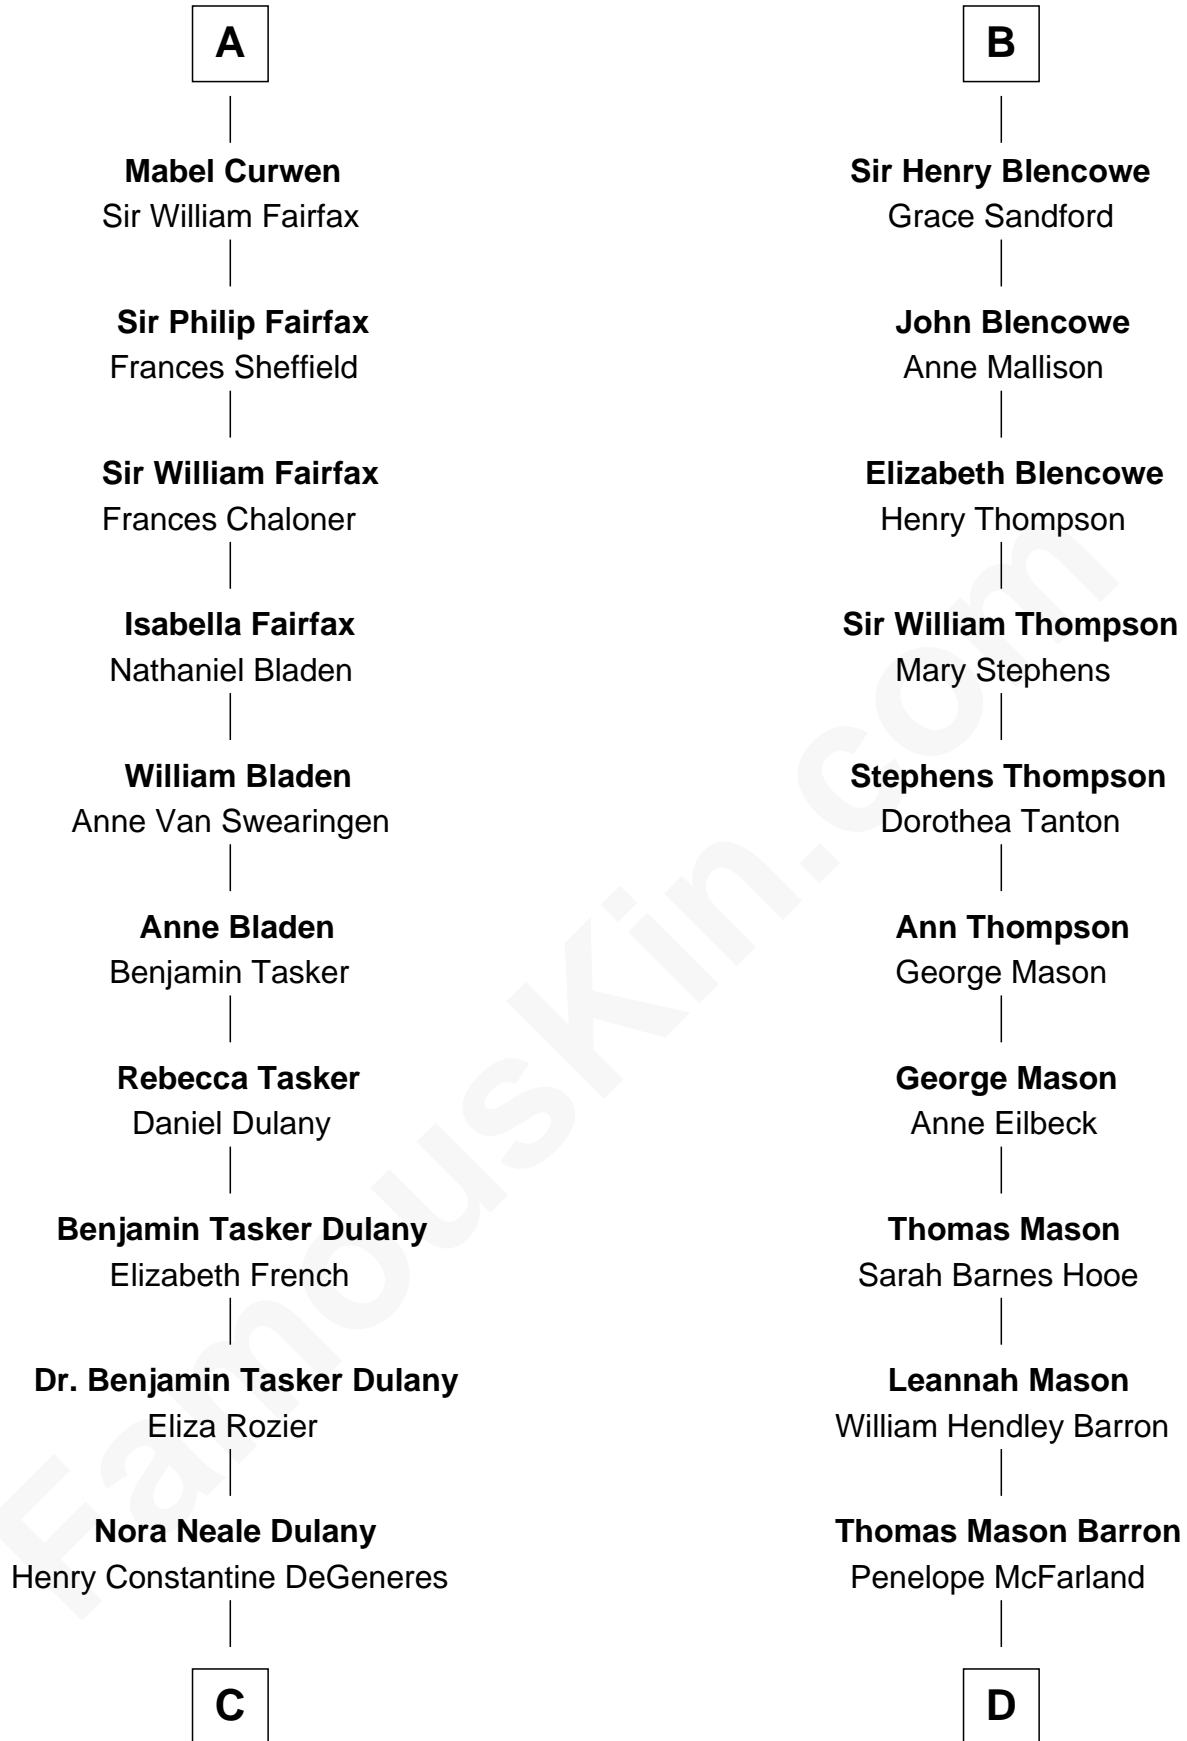 A
Mabel Curwen
Sir William Fairfax
Sir Philip Fairfax
Frances Sheffield
Sir William Fairfax
Frances Chaloner
Isabella Fairfax
Nathaniel Bladen
William Bladen
Anne Van Swearingen
Anne Bladen
Benjamin Tasker
Rebecca Tasker
Daniel Dulany
Benjamin Tasker Dulany
Elizabeth French
Dr. Benjamin Tasker Dulany
Eliza Rozier
Nora Neale Dulany
Henry Constantine DeGeneres
C
B
Sir Henry Blencowe
Grace Sandford
John Blencowe
Anne Mallison
Elizabeth Blencowe
Henry Thompson
Sir William Thompson
Mary Stephens
Stephens Thompson
Dorothea Tanton
Ann Thompson
George Mason
George Mason
Anne Eilbeck
Thomas Mason
Sarah Barnes Hooe
Leannah Mason
William Hendley Barron
Thomas Mason Barron
Penelope McFarland
D
FamousKin.com